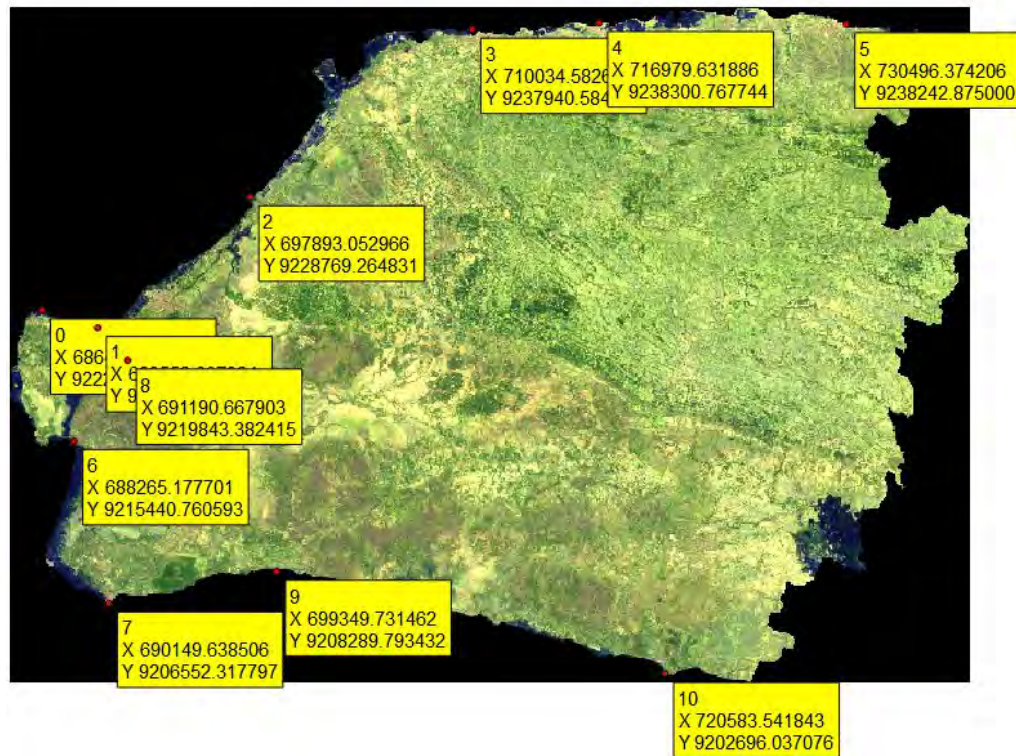 3
X 710034.5826
Y 9237940.584
4
X 716979.631886
Y 9238300.767744
5
X 730496.374206
Y 9238242.875000
2
X 697893.052966
Y 9228769.264831
0
X 686
Y 922
1
X
Y 9
8
X 691190.667903
Y 9219843.382415
6
X 688265.177701
Y 9215440.760593
9
X 699349.731462
Y 9208289.793432
7
X 690149.638506
Y 9206552.317797
10
X 720583.541843
Y 9202696.037076